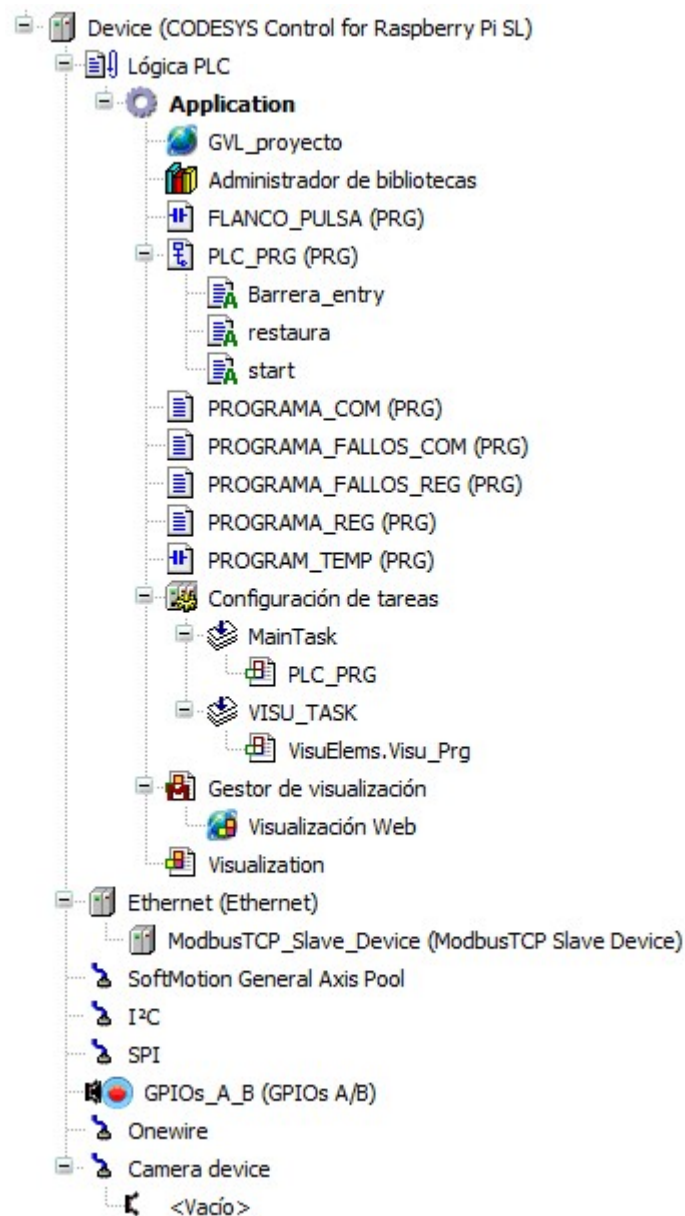 Device (CODESYS Control for Raspberry Pi SL)
Lógica PLC
Application
GVL_proyecto
Administrador de bibliotecas
FLANCO_PULSA (PRG)
PLC_PRG (PRG)
Barrera_entry
restaura
start
PROGRAMA_COM (PRG)
PROGRAMA_FALLOS_COM (PRG)
PROGRAMA_FALLOS_REG (PRG)
PROGRAMA_REG (PRG)
PROGRAM_TEMP (PRG)
Configuración de tareas
MainTask
PLC_PRG
VISU_TASK
VisuElems.Visu_Prg
Gestor de visualización
Visualización Web
Visualization
Ethernet (Ethernet)
ModbusTCP_Slave_Device (ModbusTCP Slave Device)
SoftMotion General Axis Pool
I²C
SPI
GPIOs_A_B (GPIOs A/B)
Onewire
Camera device
<Vacío>